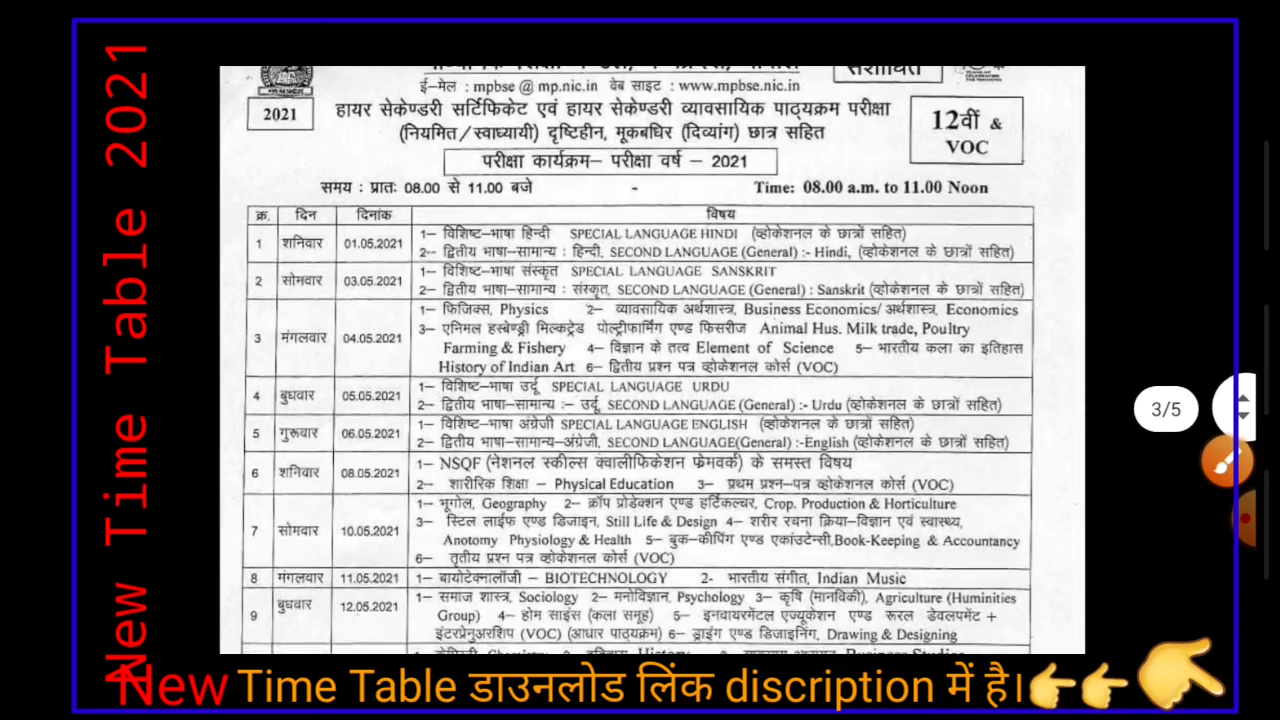 New Time Table 2021
संशोधित
ई–मेल : mpbse @ mp.nic.in वेब साइट : www.mpbse.nic.in
2021
हायर सेकेण्डरी सर्टिफिकेट एवं हायर सेकेण्डरी व्यावसायिक पाठ्यक्रम परीक्षा
(नियमित/स्वाध्यायी) दृष्टिहीन, मूकबधिर (दिव्यांग) छात्र सहित
12वीं &
VOC
परीक्षा कार्यक्रम– परीक्षा वर्ष – 2021
समय : प्रातः 08.00 से 11.00 बजे - Time: 08.00 a.m. to 11.00 Noon
क्र. दिन दिनांक विषय
1 शनिवार 01.05.2021 1– विशिष्ट–भाषा हिन्दी SPECIAL LANGUAGE HINDI (व्होकेशनल के छात्रों सहित)
2– द्वितीय भाषा–सामान्य : हिन्दी, SECOND LANGUAGE (General) :- Hindi, (व्होकेशनल के छात्रों सहित)
2 सोमवार 03.05.2021 1– विशिष्ट–भाषा संस्कृत SPECIAL LANGUAGE SANSKRIT
2– द्वितीय भाषा–सामान्य : संस्कृत, SECOND LANGUAGE (General) : Sanskrit (व्होकेशनल के छात्रों सहित)
3 मंगलवार 04.05.2021 1– फिजिक्स, Physics 2– व्यावसायिक अर्थशास्त्र, Business Economics/ अर्थशास्त्र, Economics
3– एनिमल हस्बेण्ड्री मिल्कट्रेड पोल्ट्रीफार्मिंग एण्ड फिसरीज Animal Hus. Milk trade, Poultry
Farming & Fishery 4– विज्ञान के तत्व Element of Science 5– भारतीय कला का इतिहास
History of Indian Art 6– द्वितीय प्रश्न पत्र व्होकेशनल कोर्स (VOC)
4 बुधवार 05.05.2021 1– विशिष्ट–भाषा उर्दू SPECIAL LANGUAGE URDU
2– द्वितीय भाषा–सामान्य :– उर्दू, SECOND LANGUAGE (General) :- Urdu (व्होकेशनल के छात्रों सहित)
5 गुरूवार 06.05.2021 1– विशिष्ट–भाषा अंग्रेजी SPECIAL LANGUAGE ENGLISH (व्होकेशनल के छात्रों सहित)
2– द्वितीय भाषा–सामान्य–अंग्रेजी, SECOND LANGUAGE(General) :-English (व्होकेशनल के छात्रों सहित)
6 शनिवार 08.05.2021 1– NSQF (नेशनल स्कील्स क्वालीफिकेशन फ्रेमवर्क) के समस्त विषय
2– शारीरिक शिक्षा – Physical Education 3– प्रथम प्रश्न–पत्र व्होकेशनल कोर्स (VOC)
7 सोमवार 10.05.2021 1– भूगोल, Geography 2– क्रॉप प्रोडेक्शन एण्ड हर्टिकल्चर, Crop. Production & Horticulture
3– स्टिल लाईफ एण्ड डिजाइन, Still Life & Design 4– शरीर रचना क्रिया–विज्ञान एवं स्वास्थ्य,
Anotomy Physiology & Health 5– बुक–कीपिंग एण्ड एकांउटेन्सी,Book-Keeping & Accountancy
6– तृतीय प्रश्न पत्र व्होकेशनल कोर्स (VOC)
8 मंगलवार 11.05.2021 1– बायोटेक्नालॉजी – BIOTECHNOLOGY 2- भारतीय संगीत, Indian Music
9 बुधवार 12.05.2021 1– समाज शास्त्र, Sociology 2– मनोविज्ञान, Psychology 3– कृषि (मानविकी), Agriculture (Huminities
Group) 4– होम साइंस (कला समूह) 5– इनवायरमेंटल एज्यूकेशन एण्ड रूरल डेवलपमेंट +
इंटरप्रेनुअरशिप (VOC) (आधार पाठ्यक्रम) 6– ड्राइंग एण्ड डिजाइनिंग, Drawing & Designing
3/5
New Time Table डाउनलोड लिंक discription में है।